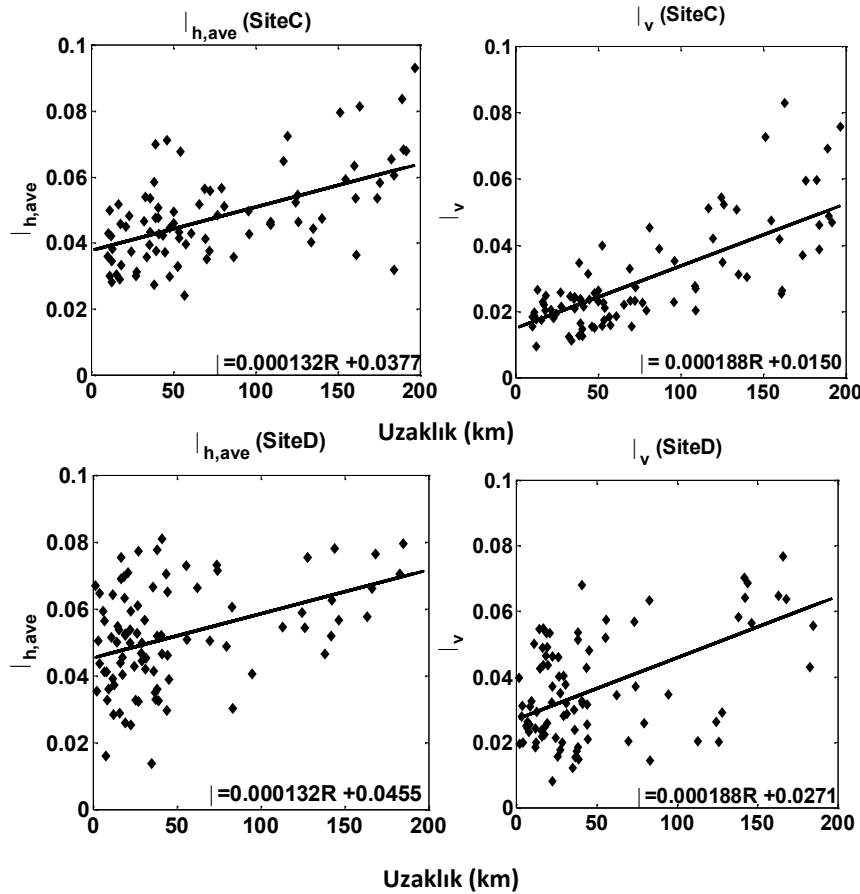 |h,ave (SiteC)
|v (SiteC)
0.1
0.08
0.06
0.04
0.02
0
|h,ave
|=0.000132R +0.0377
0 50 100 150 200
0.1
0.08
0.06
0.04
0.02
0
|v
|= 0.000188R +0.0150
0 50 100 150 200
Uzaklık (km)
|h,ave (SiteD)
|v (SiteD)
0.1
0.08
0.06
0.04
0.02
0
|h,ave
|=0.000132R +0.0455
0 50 100 150 200
0.1
0.08
0.06
0.04
0.02
0
|v
|=0.000188R +0.0271
0 50 100 150 200
Uzaklık (km)